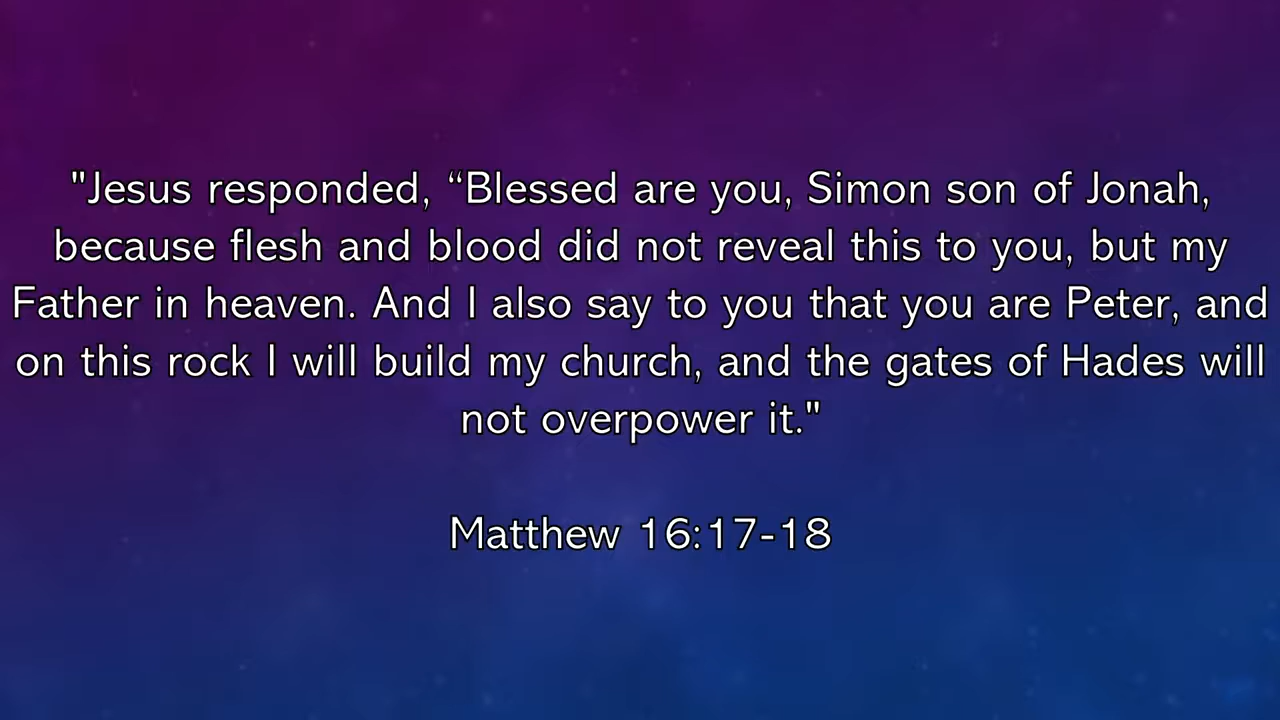 "Jesus responded, “Blessed are you, Simon son of Jonah,
because flesh and blood did not reveal this to you, but my
Father in heaven. And I also say to you that you are Peter, and
on this rock I will build my church, and the gates of Hades will
not overpower it."
Matthew 16:17-18